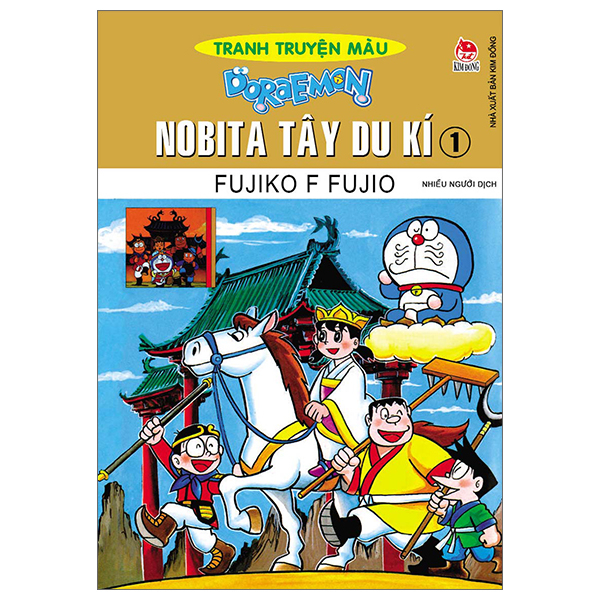 TRANH TRUYỆN MÀU
DORAEMON
NOBITA TÂY DU KÍ 1
FUJIKO F FUJIO
NHIỀU NGƯỜI DỊCH
KIM ĐỒNG
NHÀ XUẤT BẢN KIM ĐỒNG